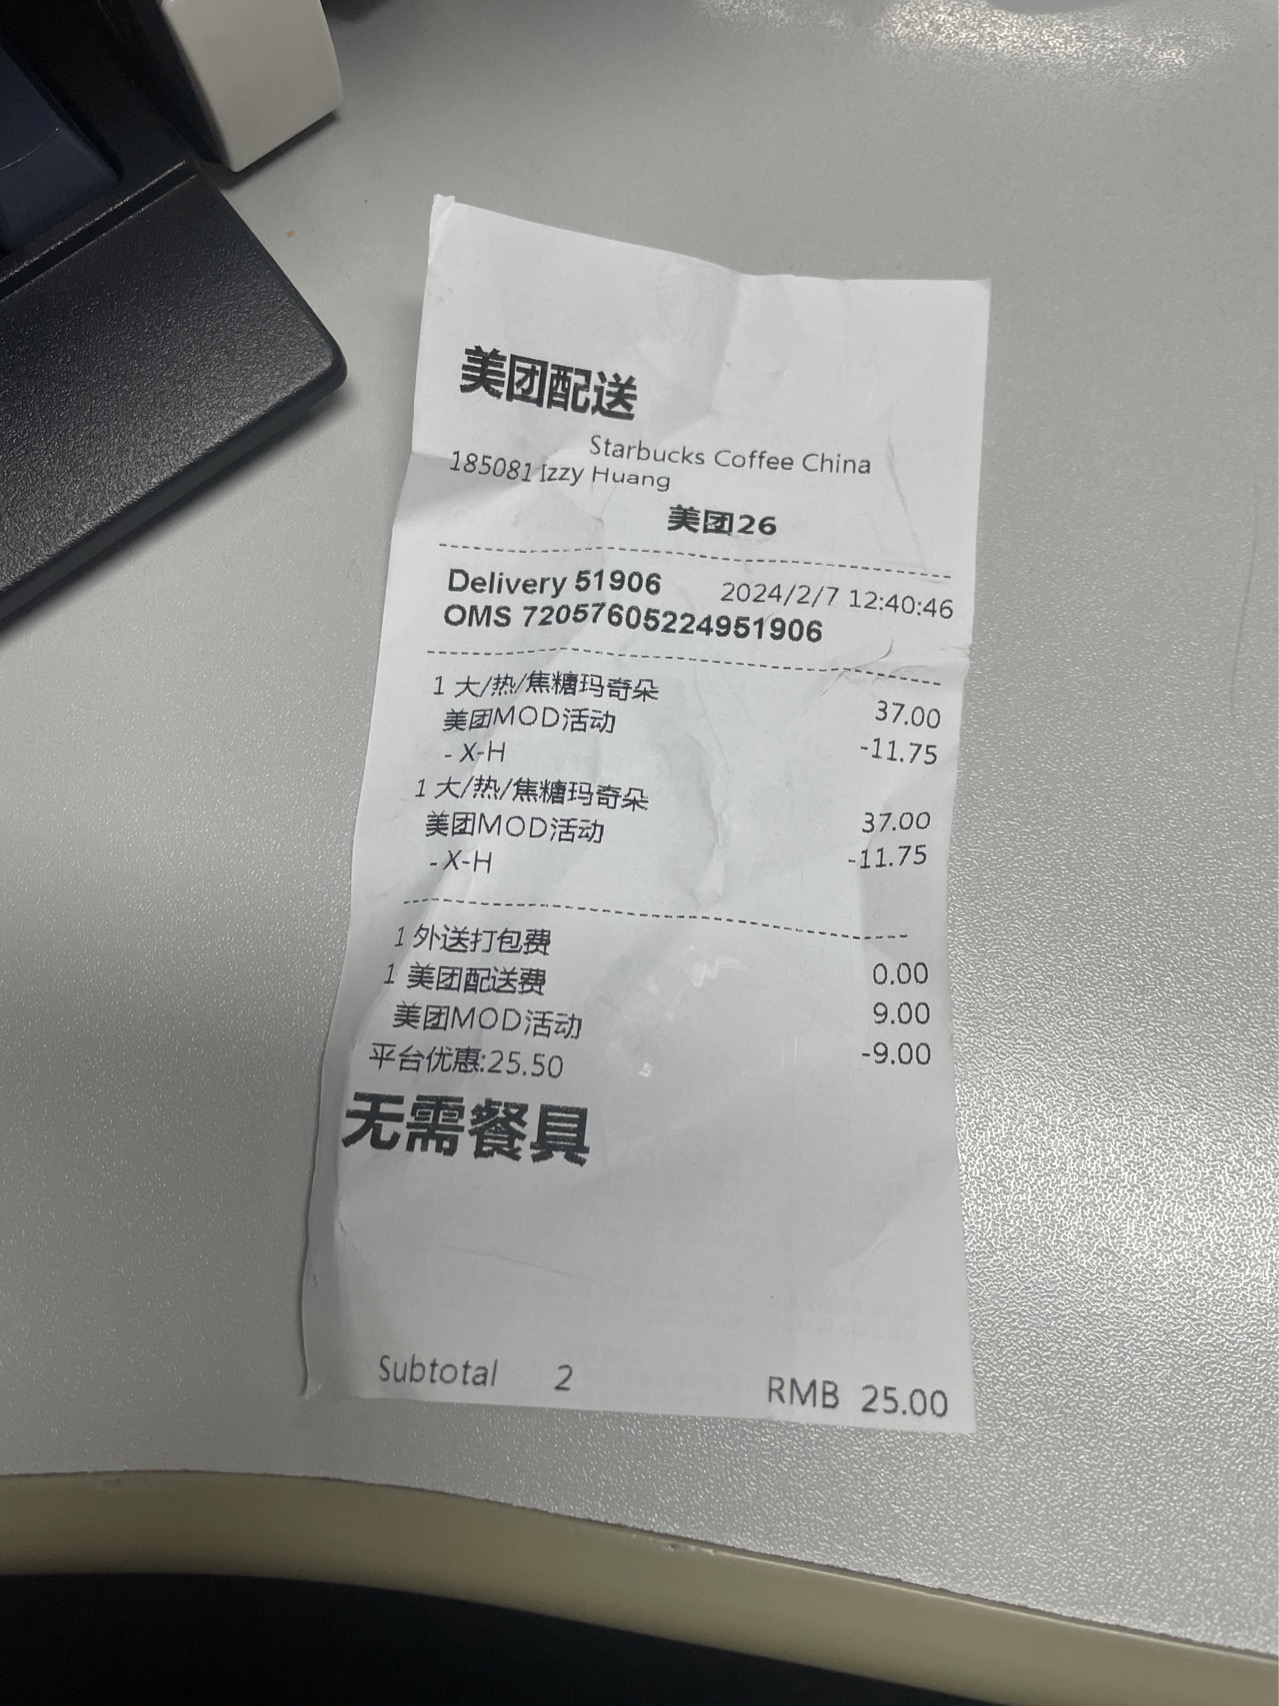 美团配送
Starbucks Coffee China
185081 Izzy Huang
美团26
Delivery 51906 2024/2/7 12:40:46
OMS 72057605224951906
1 大/热/焦糖玛奇朵 37.00
美团MOD活动 -11.75
- X-H
1 大/热/焦糖玛奇朵 37.00
美团MOD活动 -11.75
- X-H
1 外送打包费 0.00
1 美团配送费 9.00
美团MOD活动 -9.00
平台优惠:25.50
无需餐具
Subtotal 2 RMB 25.00